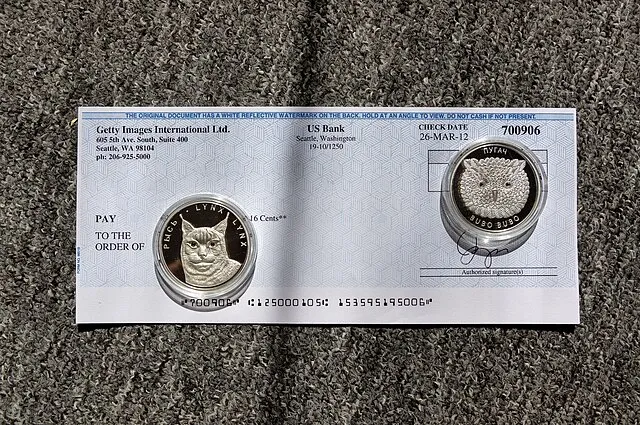 THE ORIGINAL DOCUMENT HAS A WHITE REFLECTIVE WATERMARK ON THE BACK. HOLD AT AN ANGLE TO VIEW. DO NOT CASH IF NOT PRESENT.
Getty Images International Ltd.
605 5th Ave. South, Suite 400
Seattle, WA 98104
ph: 206-925-5000
US Bank
Seattle, Washington
19-10/1250
CHECK DATE
26-MAR-12
700906
ПУГАЧ
BUBO BUBO
PAY
16 Cents**
TO THE
ORDER OF
РЫСЬ • LYNX LYNX
Authorized signature(s)
⑈700906⑈ ⑆125000105⑆ 153595195006⑈